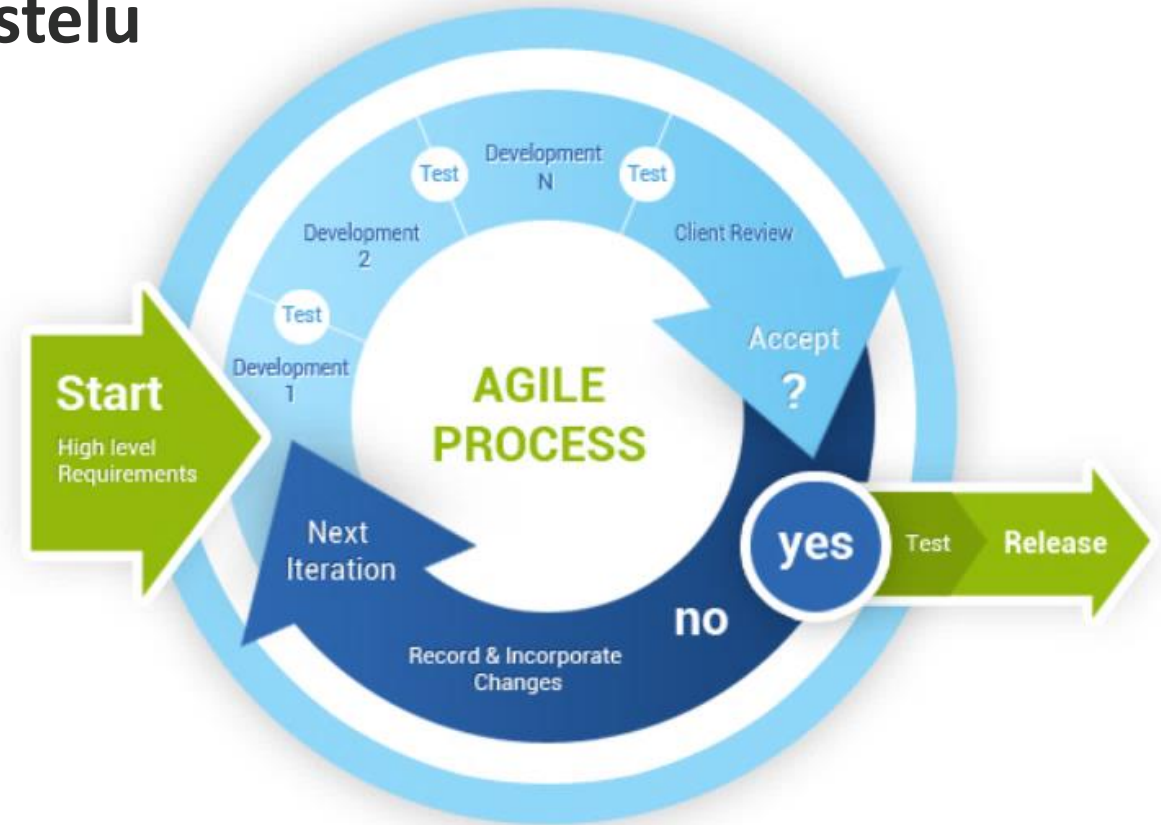 stelu
Start
High level
Requirements
Development
1
Test
Development
2
Test
Development
N
Test
Client Review
Accept
?
AGILE
PROCESS
yes
Test
Release
no
Record & Incorporate
Changes
Next
Iteration